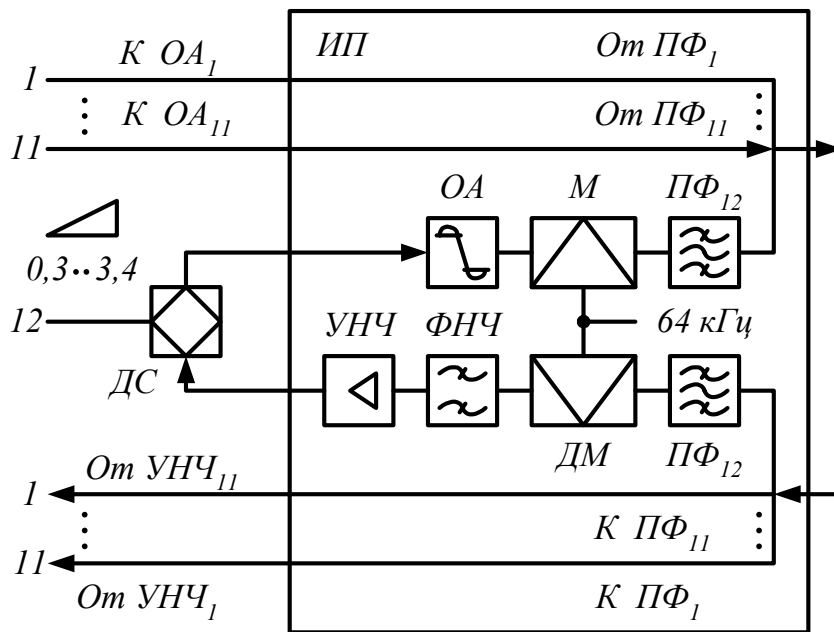 ИП
К ОА₁
От ПФ₁
1
К ОА₁₁
От ПФ₁₁
11
ОА
М
ПФ₁₂
0,3··3,4
12
УНЧ
ФНЧ
64 кГц
ДС
ДМ
ПФ₁₂
От УНЧ₁₁
1
К ПФ₁₁
11
От УНЧ₁
К ПФ₁